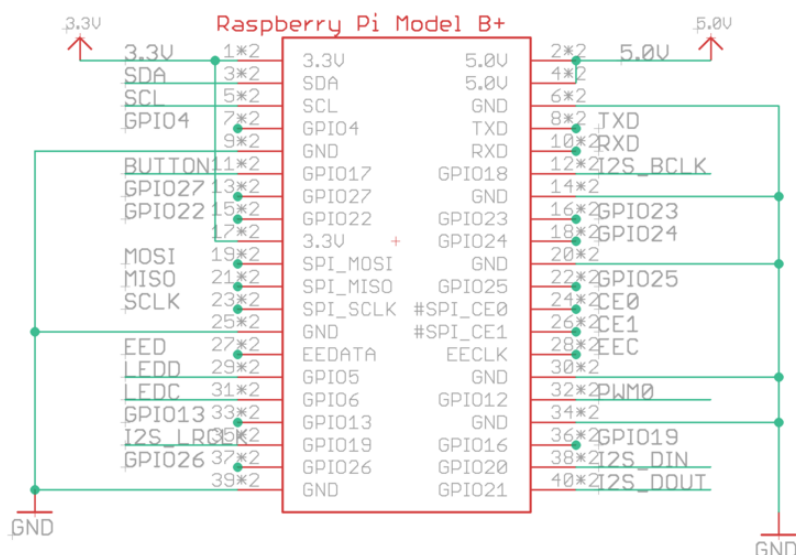 Raspberry Pi Model B+
3.3V 5.0V
3.3V 1*2 3.3V 5.0V 2*2 5.0V
SDA 3*2 SDA 5.0V 4*2
SCL 5*2 SCL GND 6*2
GPIO4 7*2 GPIO4 TXD 8*2 TXD
9*2 GND RXD 10*2 RXD
BUTTON 11*2 GPIO17 GPIO18 12*2 I2S_BCLK
GPIO27 13*2 GPIO27 GND 14*2
GPIO22 15*2 GPIO22 GPIO23 16*2 GPIO23
17*2 3.3V GPIO24 18*2 GPIO24
MOSI 19*2 SPI_MOSI GND 20*2
MISO 21*2 SPI_MISO GPIO25 22*2 GPIO25
SCLK 23*2 SPI_SCLK #SPI_CE0 24*2 CE0
25*2 GND #SPI_CE1 26*2 CE1
EED 27*2 EEDATA EECLK 28*2 EEC
LEDD 29*2 GPIO5 GND 30*2
LEDC 31*2 GPIO6 GPIO12 32*2 PWM0
GPIO13 33*2 GPIO13 GND 34*2
I2S_LRCLK 35*2 GPIO19 GPIO16 36*2 GPIO19
GPIO26 37*2 GPIO26 GPIO20 38*2 I2S_DIN
39*2 GND GPIO21 40*2 I2S_DOUT
GND GND